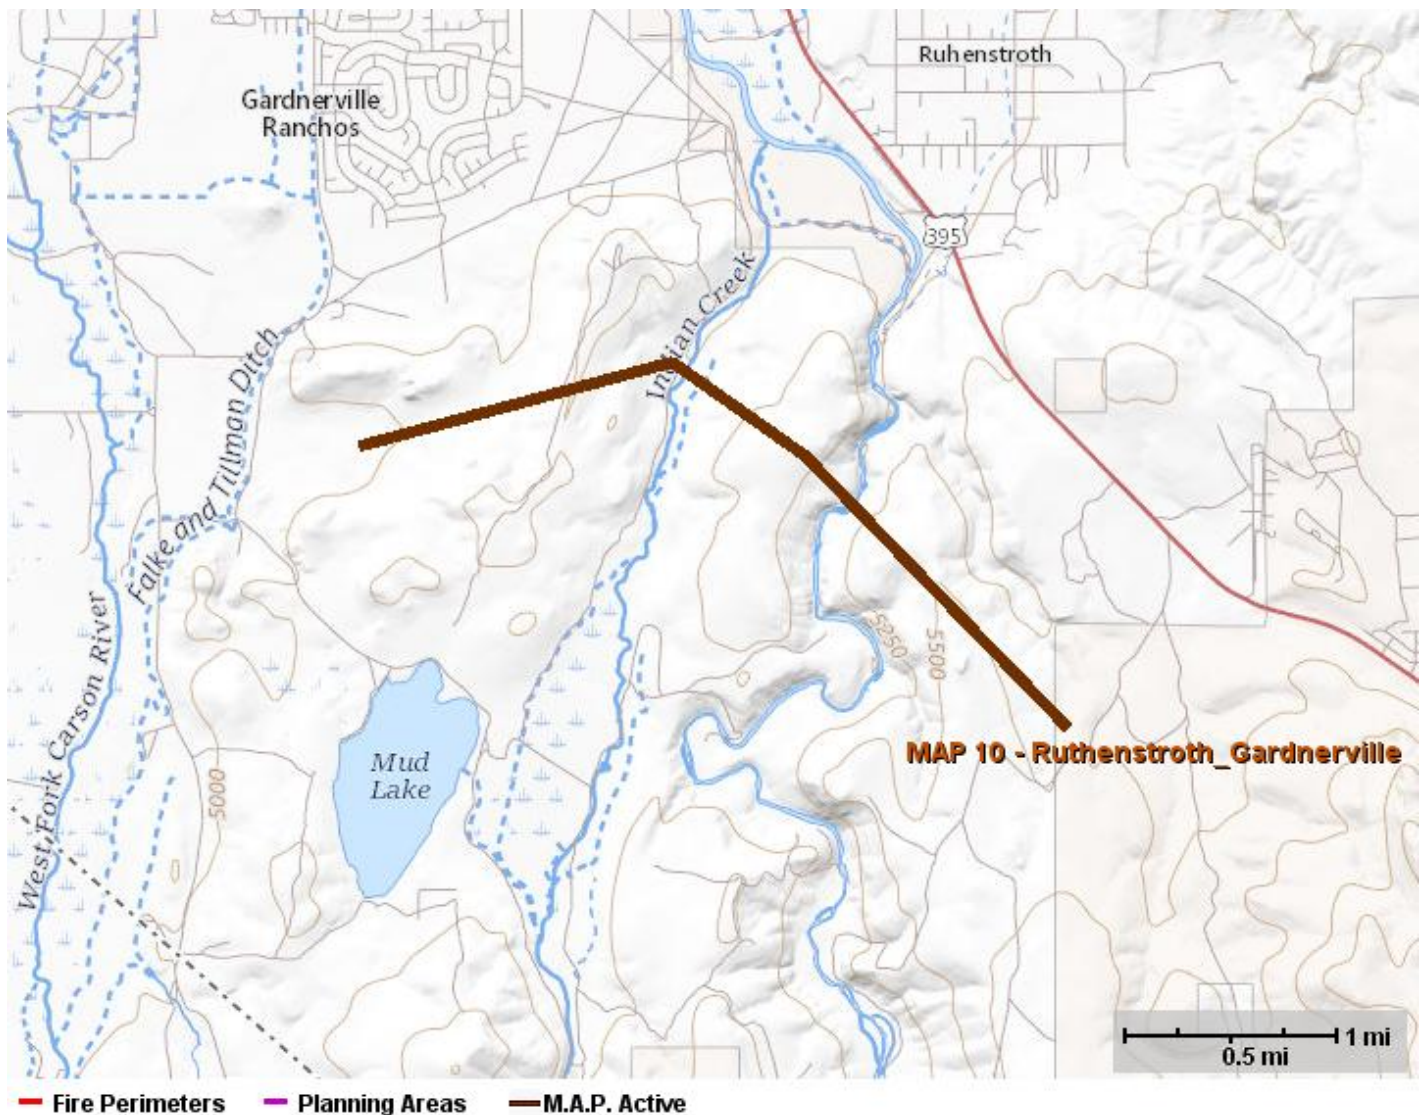 Ruhenstroth
Gardnerville
Ranchos
395
Indian Creek
Falke and Tillman Ditch
West Fork Carson River
5250
5500
Mud
Lake
5000
MAP 10 - Ruthenstroth_Gardnerville
1 mi
0.5 mi
Fire Perimeters
Planning Areas
M.A.P. Active